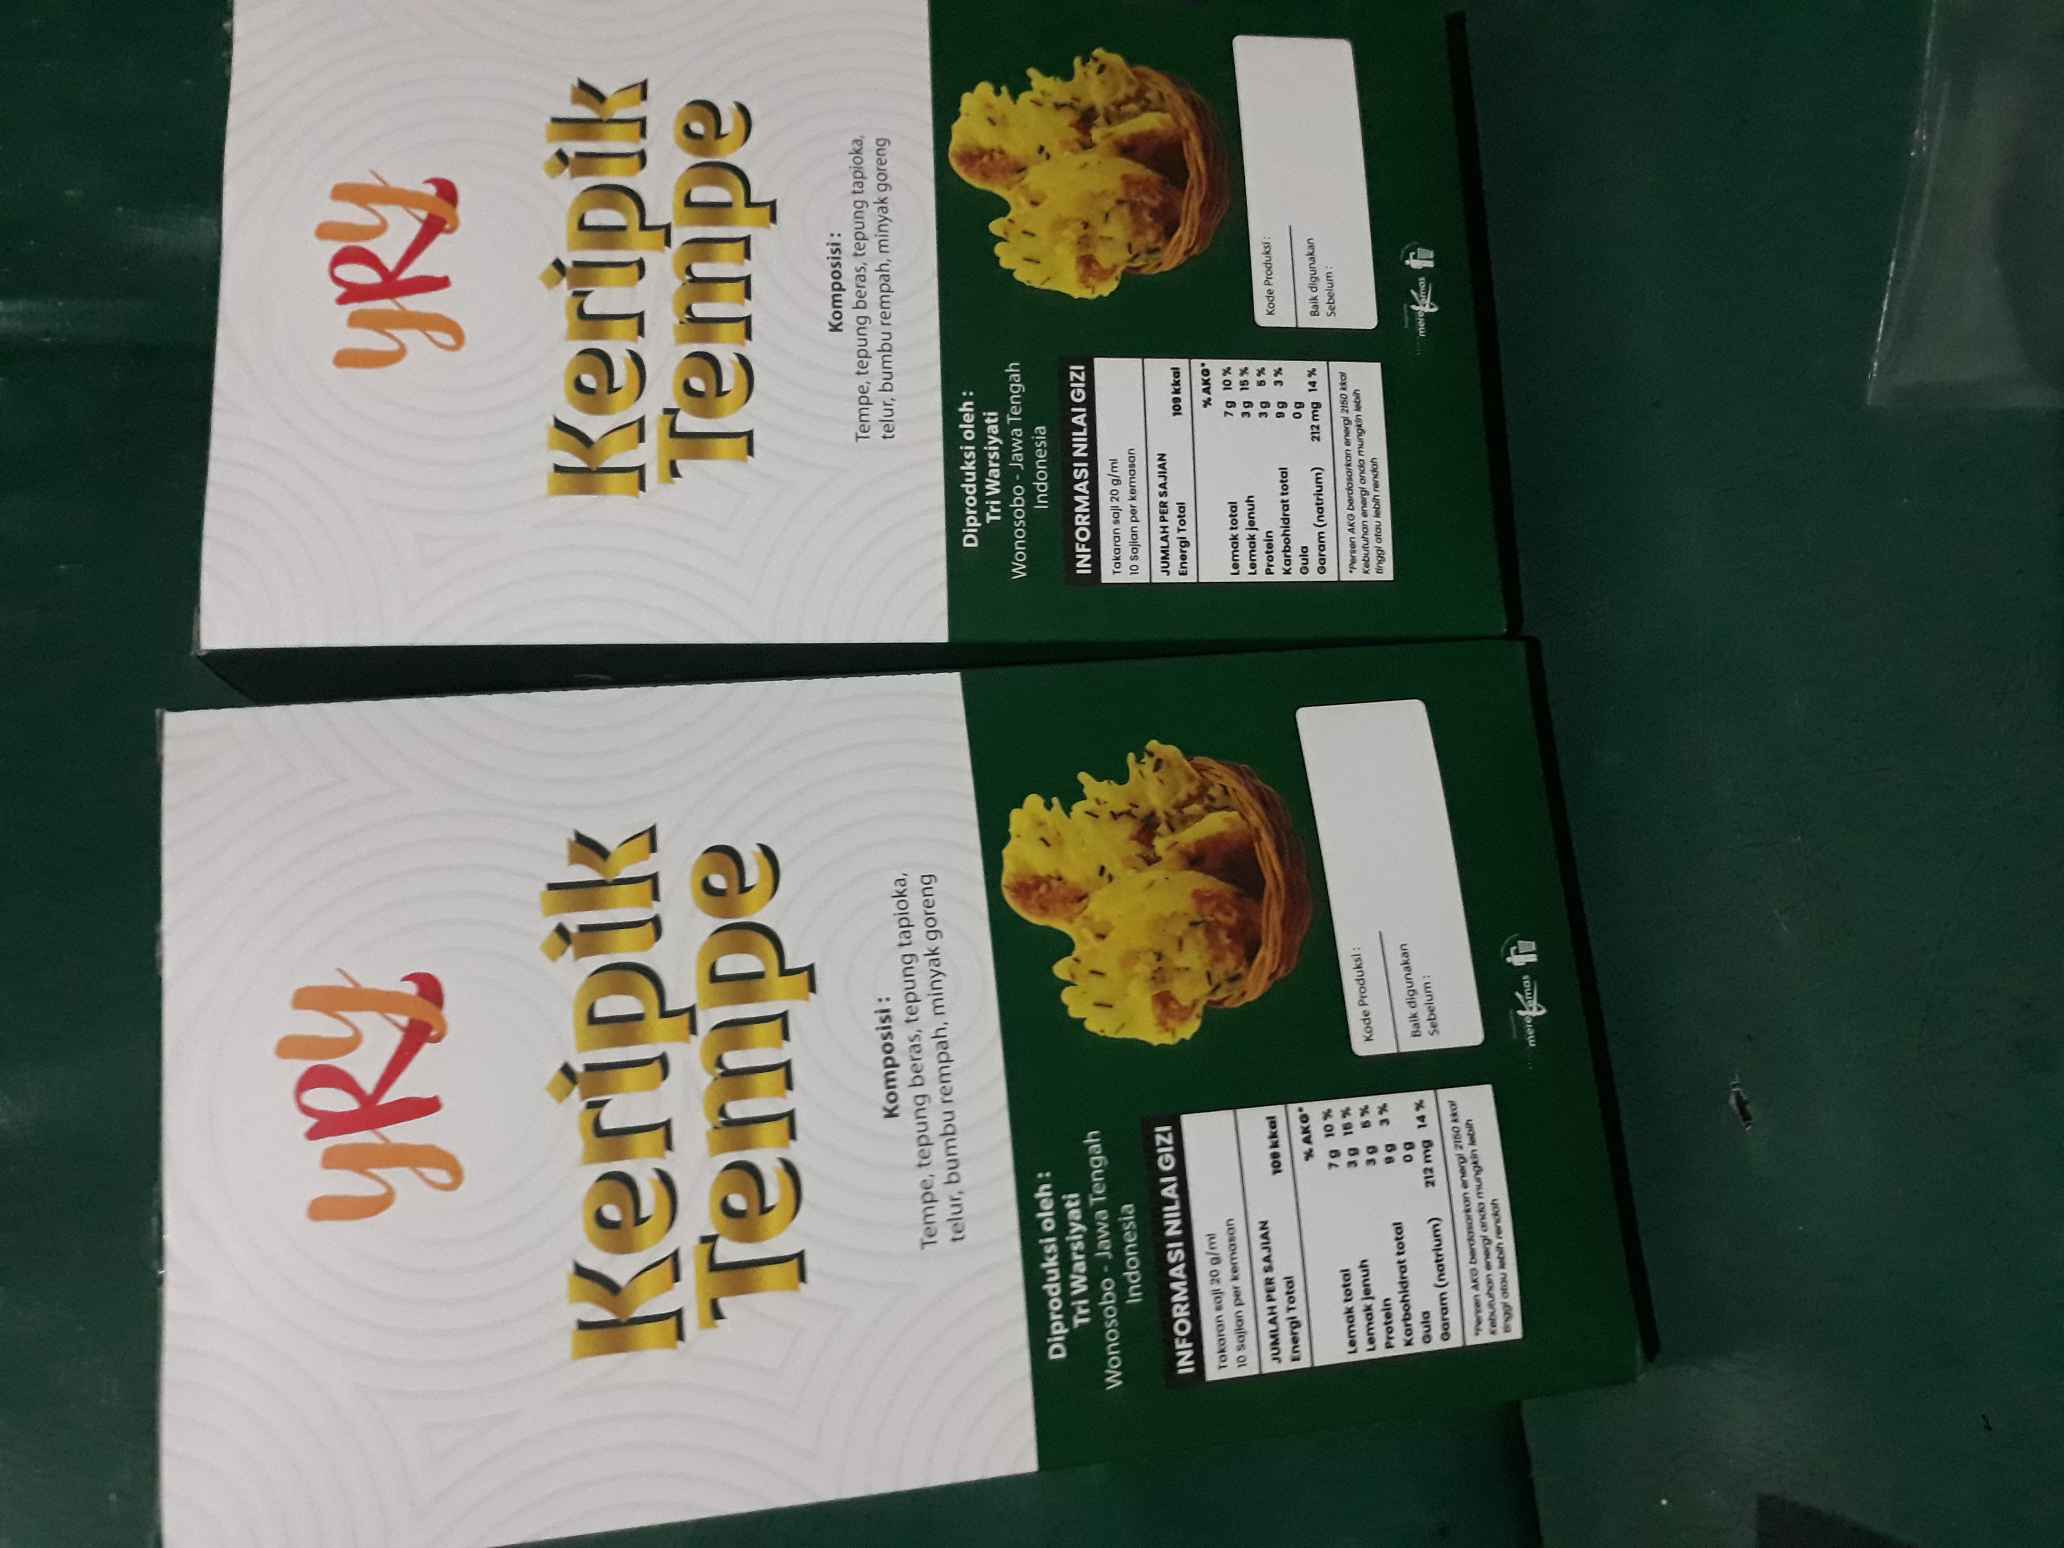 YRY
Keripik
Tempe
Komposisi :
Tempe, tepung beras, tepung tapioka,
telur, bumbu rempah, minyak goreng
Diproduksi oleh :
Tri Warsiyati
Wonosobo - Jawa Tengah
Indonesia
INFORMASI NILAI GIZI
Takaran saji 20 g/ml
10 Sajian per kemasan
JUMLAH PER SAJIAN
Energi Total 109 kkal
% AKG*
Lemak total 7 g 10 %
Lemak jenuh 3 g 15 %
Protein 3 g 5 %
Karbohidrat total 9 g 3 %
Gula 0 g
Garam (natrium) 212 mg 14 %
*Persen AKG berdasarkan energi 2150 kkal
Kebutuhan energi anda mungkin lebih
tinggi atau lebih rendah
Kode Produksi :
Baik digunakan
Sebelum :
YRY
Keripik
Tempe
Komposisi :
Tempe, tepung beras, tepung tapioka,
telur, bumbu rempah, minyak goreng
Diproduksi oleh :
Tri Warsiyati
Wonosobo - Jawa Tengah
Indonesia
INFORMASI NILAI GIZI
Takaran saji 20 g/ml
10 Sajian per kemasan
JUMLAH PER SAJIAN
Energi Total 109 kkal
% AKG*
Lemak total 7 g 10 %
Lemak jenuh 3 g 15 %
Protein 3 g 5 %
Karbohidrat total 9 g 3 %
Gula 0 g
Garam (natrium) 212 mg 14 %
*Persen AKG berdasarkan energi 2150 kkal
Kebutuhan energi anda mungkin lebih
tinggi atau lebih rendah
Kode Produksi :
Baik digunakan
Sebelum :